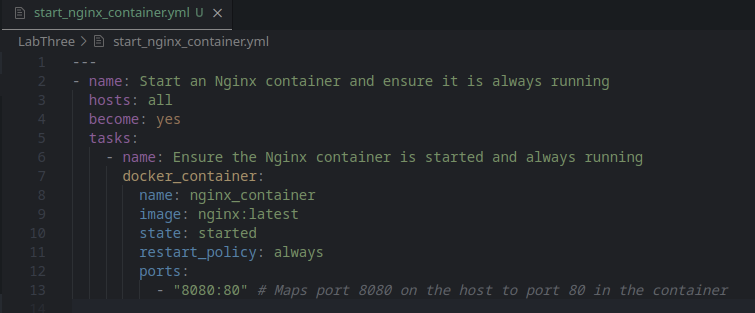 start_nginx_container.yml U ×
LabThree > start_nginx_container.yml
1 ---
2 - name: Start an Nginx container and ensure it is always running
3   hosts: all
4   become: yes
5   tasks:
6     - name: Ensure the Nginx container is started and always running
7       docker_container:
8         name: nginx_container
9         image: nginx:latest
10         state: started
11         restart_policy: always
12         ports:
13           - "8080:80" # Maps port 8080 on the host to port 80 in the container
14